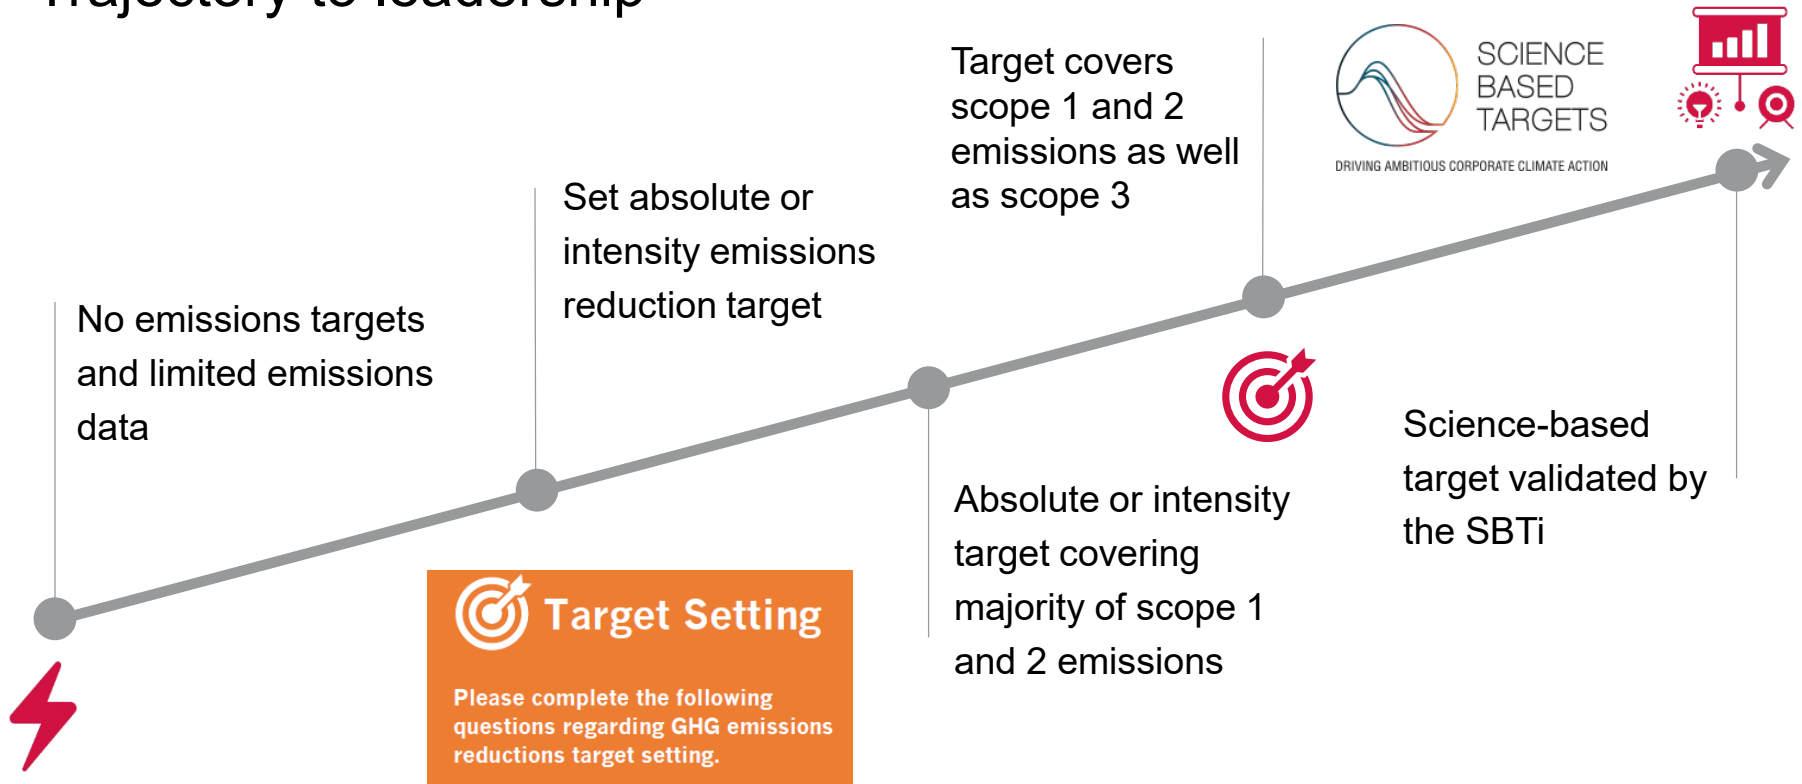 Trajectory to leadership
No emissions targets
and limited emissions
data
Set absolute or
intensity emissions
reduction target
Target Setting
Please complete the following
questions regarding GHG emissions
reductions target setting.
Absolute or intensity
target covering
majority of scope 1
and 2 emissions
Target covers
scope 1 and 2
emissions as well
as scope 3
SCIENCE
BASED
TARGETS
DRIVING AMBITIOUS CORPORATE CLIMATE ACTION
Science-based
target validated by
the SBTi